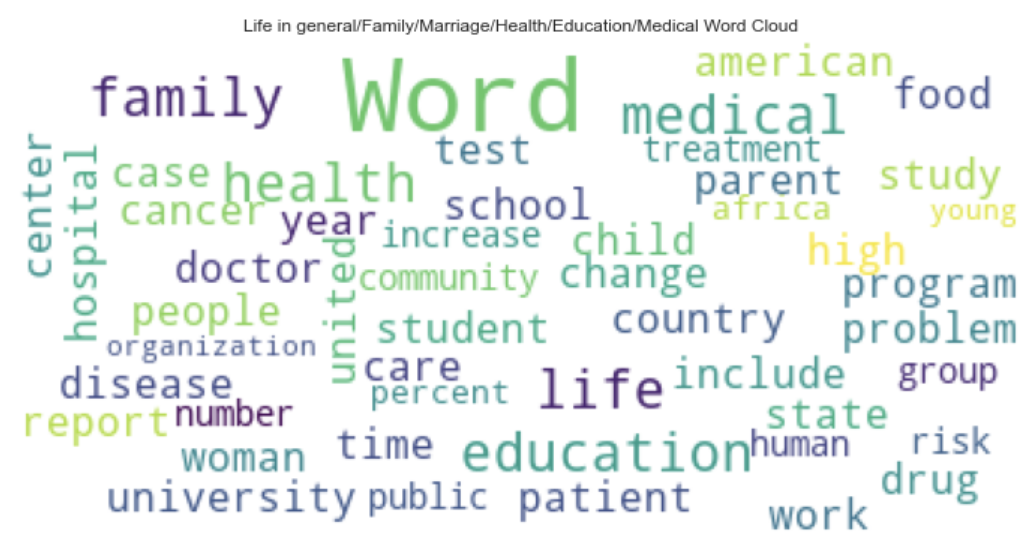 Life in general/Family/Marriage/Health/Education/Medical Word Cloud
family Word american food
medical
center hospital test treatment
case health parent study
cancer year school africa young
united increase child high
doctor community change program
people student country problem
organization
disease care percent life include group
report number state
woman time education human risk
university public patient drug
work